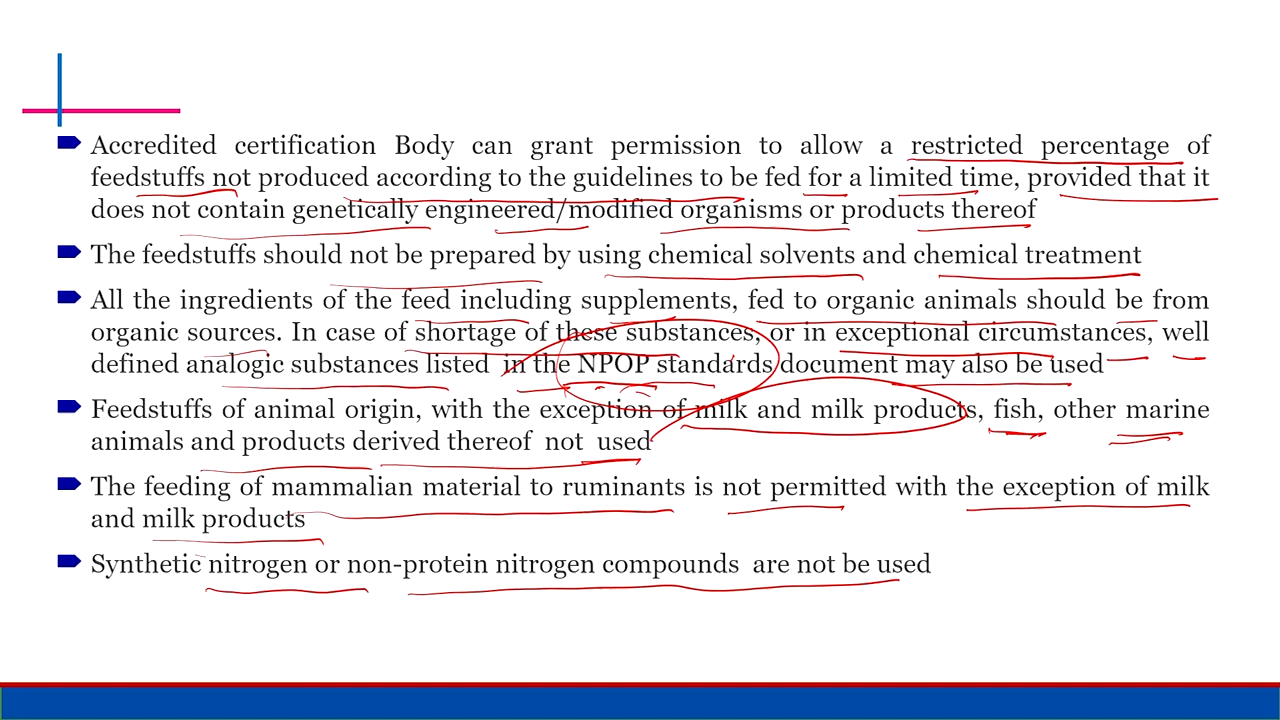 Accredited certification Body can grant permission to allow a restricted percentage of
feedstuffs not produced according to the guidelines to be fed for a limited time, provided that it
does not contain genetically engineered/modified organisms or products thereof
The feedstuffs should not be prepared by using chemical solvents and chemical treatment
All the ingredients of the feed including supplements, fed to organic animals should be from
organic sources. In case of shortage of these substances, or in exceptional circumstances, well
defined analogic substances listed in the NPOP standards document may also be used
Feedstuffs of animal origin, with the exception of milk and milk products, fish, other marine
animals and products derived thereof not used
The feeding of mammalian material to ruminants is not permitted with the exception of milk
and milk products
Synthetic nitrogen or non-protein nitrogen compounds are not be used